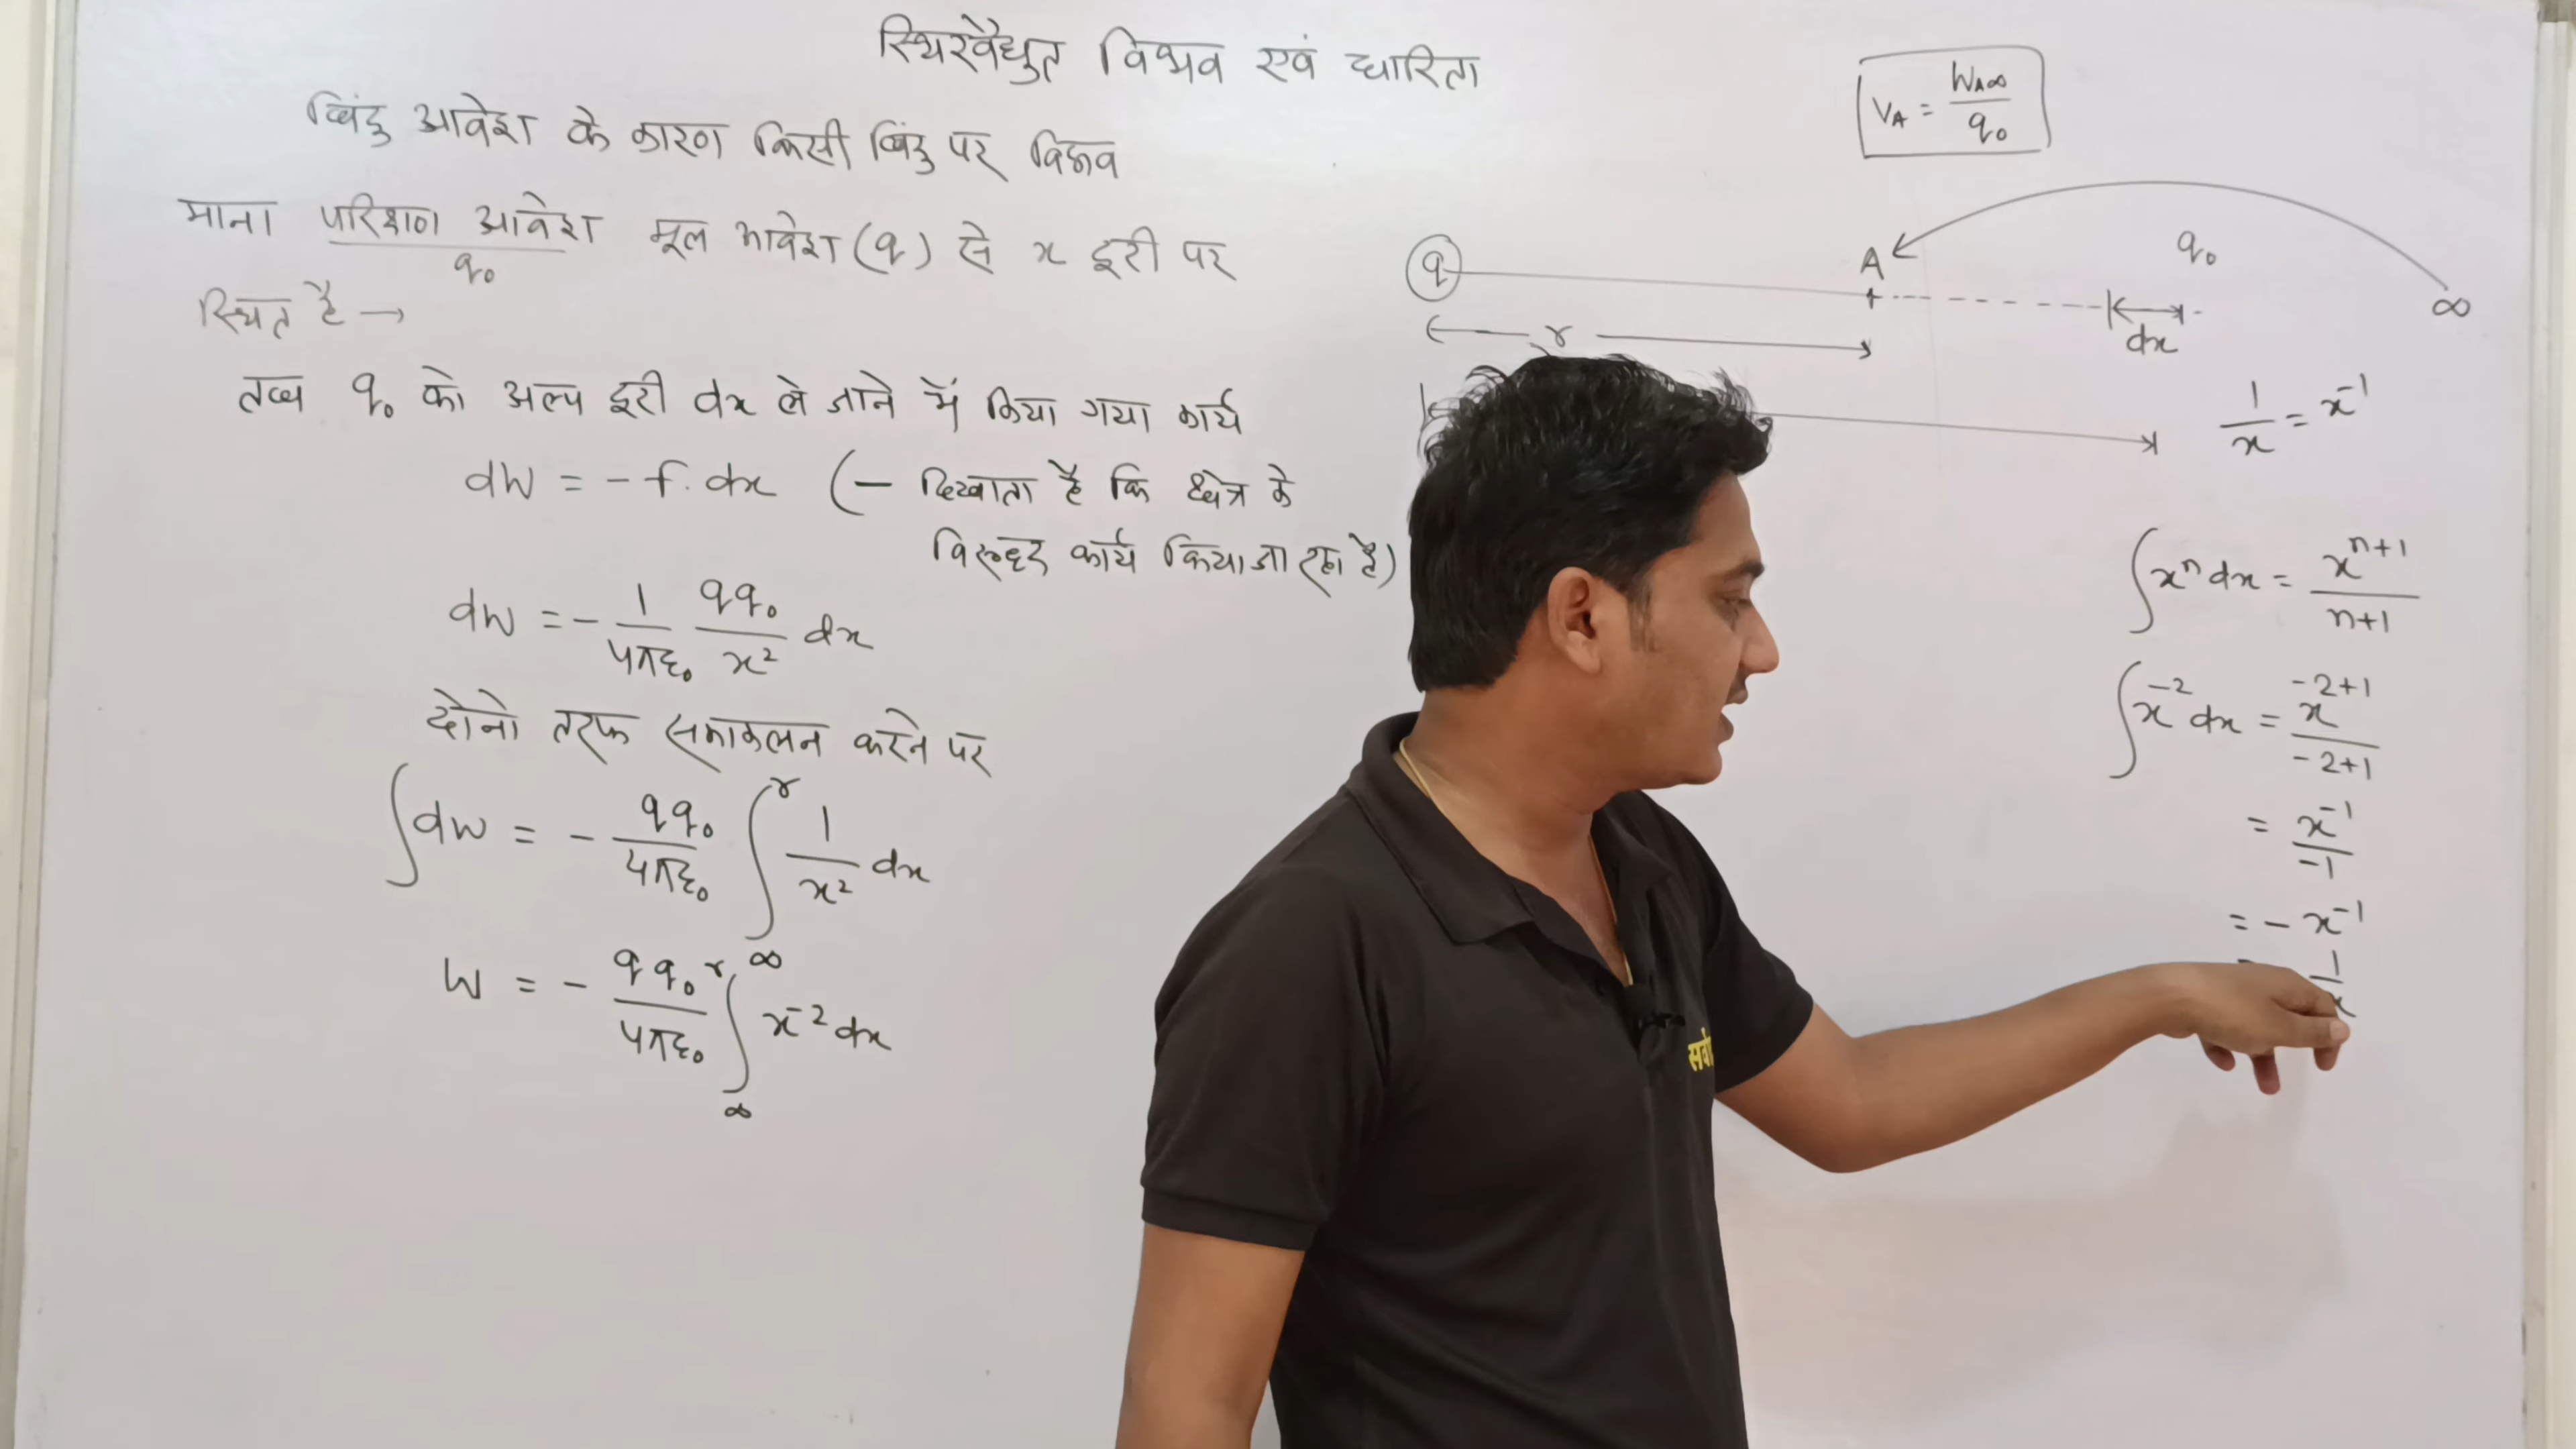 स्थिरवैद्युत विभव एवं धारिता
बिंदु आवेश के कारण किसी बिंदु पर विभव
माना परिक्षण आवेश मूल आवेश (q) से x दूरी पर
q₀
स्थित है →
तब q₀ को अल्प दूरी dx ले जाने में किया गया कार्य
dW = - f. dx (- दिखाता है कि क्षेत्र के
विरूद्ध कार्य किया जा रहा है)
dW = - 1/4πε₀ qq₀/x² dx
दोनो तरफ समाकलन करने पर
∫dW = - qq₀/4πε₀ ∫_∞^r 1/x² dx
W = - qq₀/4πε₀ ∫_∞^r x⁻² dx
V_A = W_A∞/q₀
q A q₀ ∞
r dx
1/x = x⁻¹
∫xⁿ dx = xⁿ⁺¹/n+1
∫x⁻² dx = x⁻²⁺¹/-2+1
= x⁻¹/-1
= - x⁻¹
1/x
सर्वो